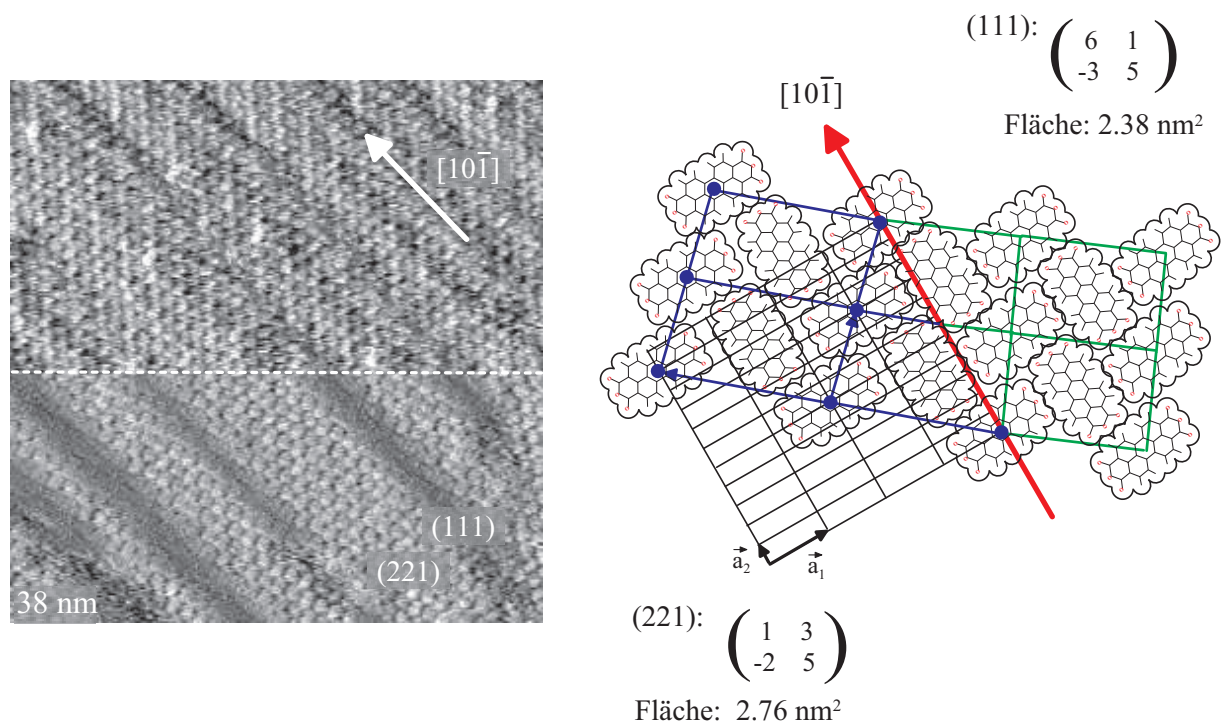 [101̅]
(111)
(221)
38 nm
(111): ( 6 1
-3 5 )
Fläche: 2.38 nm²
[101̅]
a⃗₂ a⃗₁
(221): ( 1 3
-2 5 )
Fläche: 2.76 nm²